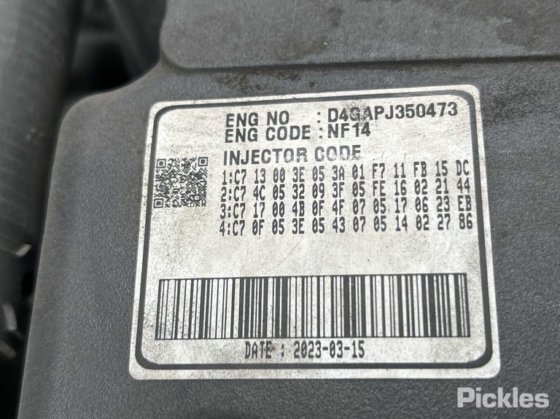 ENG NO : D4GAPJ350473
ENG CODE : NF14
INJECTOR CODE
1:C7 13 00 3E 05 3A 01 F7 11 FB 15 DC
2:C7 4C 05 32 09 3F 05 FE 16 02 21 44
3:C7 17 00 4B 0F 4F 07 05 17 06 23 EB
4:C7 0F 05 3E 05 43 07 05 14 02 27 86
DATE : 2023-03-15
Pickles